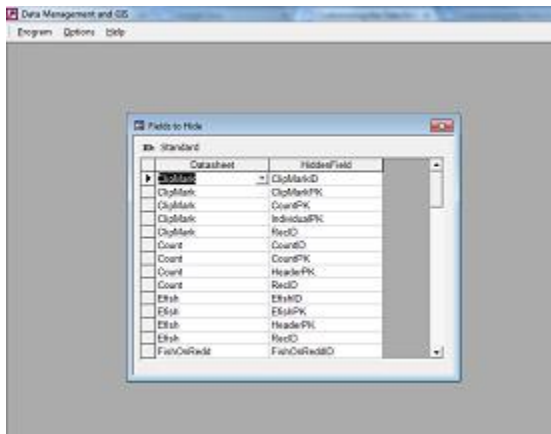 Data Management and GIS
Program Options Help
Fields to Hide
Standard
Datasheet HiddenField
ClipMark ClipMarkID
ClipMark ClipMarkPK
ClipMark CountPK
ClipMark IndividualPK
ClipMark RecID
Count CountID
Count CountPK
Count HeaderPK
Count RecID
Efish EfishID
Efish EfishPK
Efish HeaderPK
Efish RecID
FishOnRedd FishOnReddID